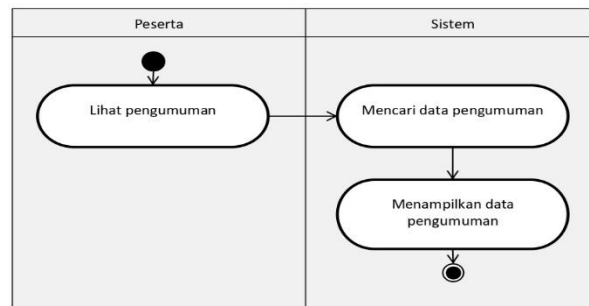 Peserta
Sistem
Lihat pengumuman
Mencari data pengumuman
Menampilkan data
pengumuman